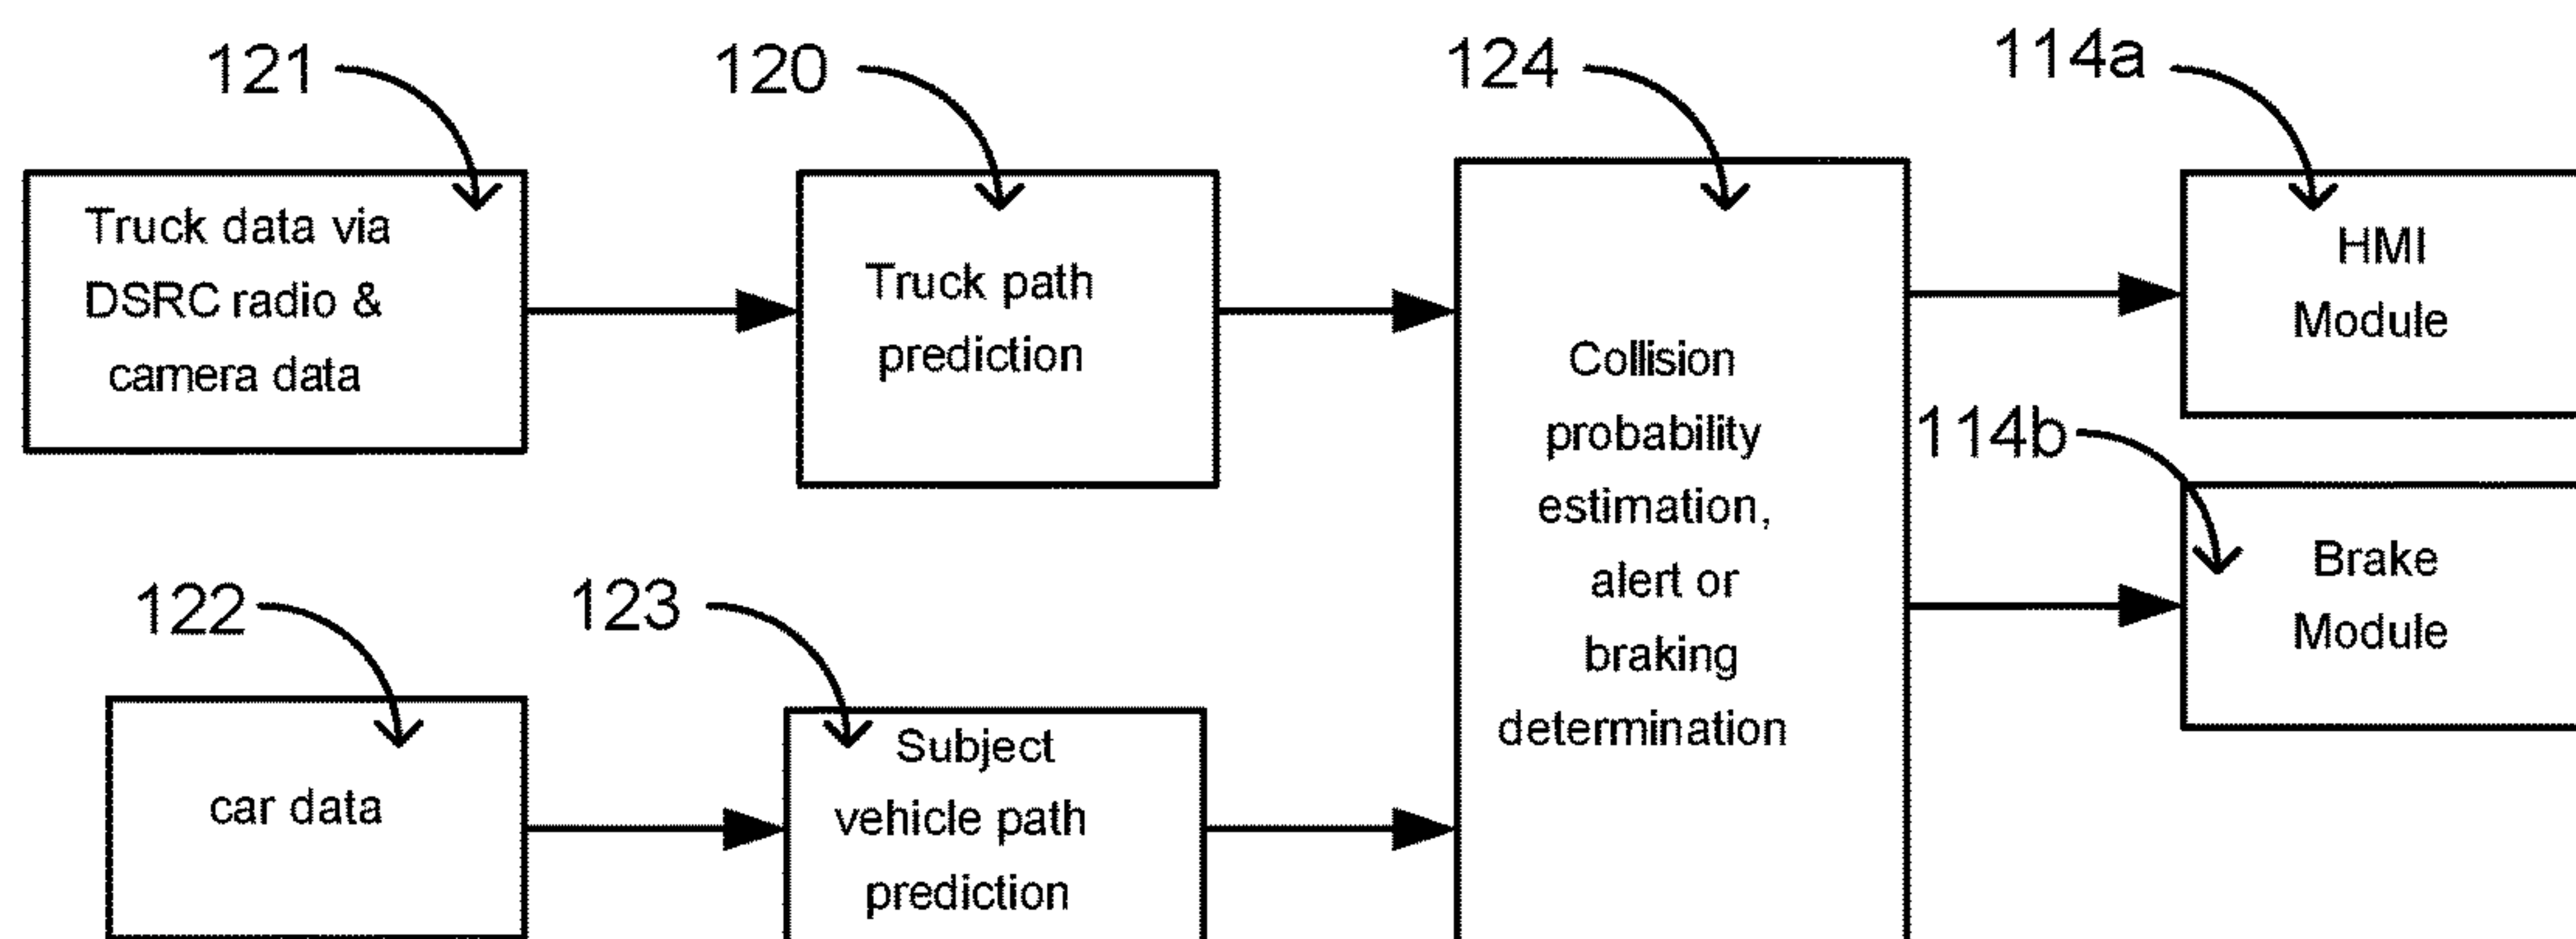 121
120
124
114a
Truck data via
DSRC radio &
camera data
Truck path
prediction
Collision
probability
estimation,
alert or
braking
determination
HMI
Module
114b
Brake
Module
122
123
car data
Subject
vehicle path
prediction